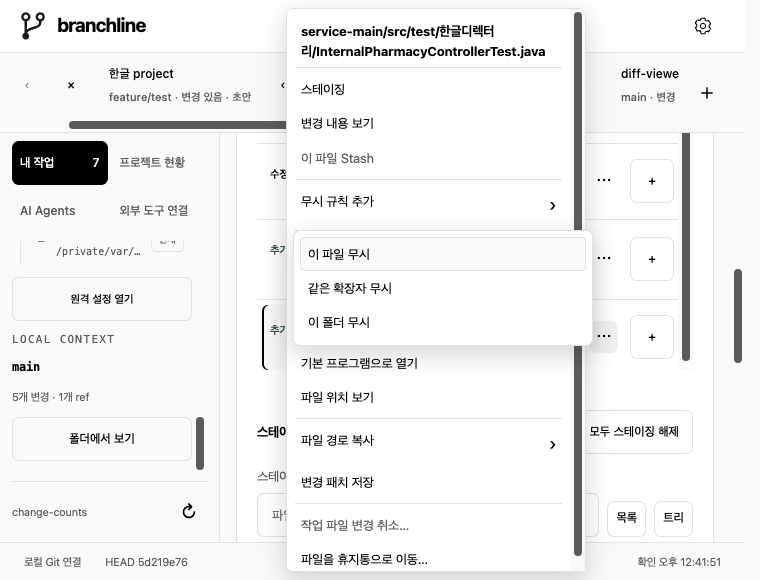 branchline
한글 project
feature/test · 변경 있음 · 초안
diff-viewe
main · 변경
내 작업 7
프로젝트 현황
AI Agents
외부 도구 연결
/private/var/…
원격 설정 열기
LOCAL CONTEXT
main
5개 변경 · 1개 ref
폴더에서 보기
change-counts
service-main/src/test/한글디렉터
리/InternalPharmacyControllerTest.java
스테이징
변경 내용 보기
이 파일 Stash
무시 규칙 추가
이 파일 무시
같은 확장자 무시
이 폴더 무시
기본 프로그램으로 열기
파일 위치 보기
파일 경로 복사
변경 패치 저장
작업 파일 변경 취소…
파일을 휴지통으로 이동…
모두 스테이징 해제
목록
트리
로컬 Git 연결
HEAD 5d219e76
확인 오후 12:41:51